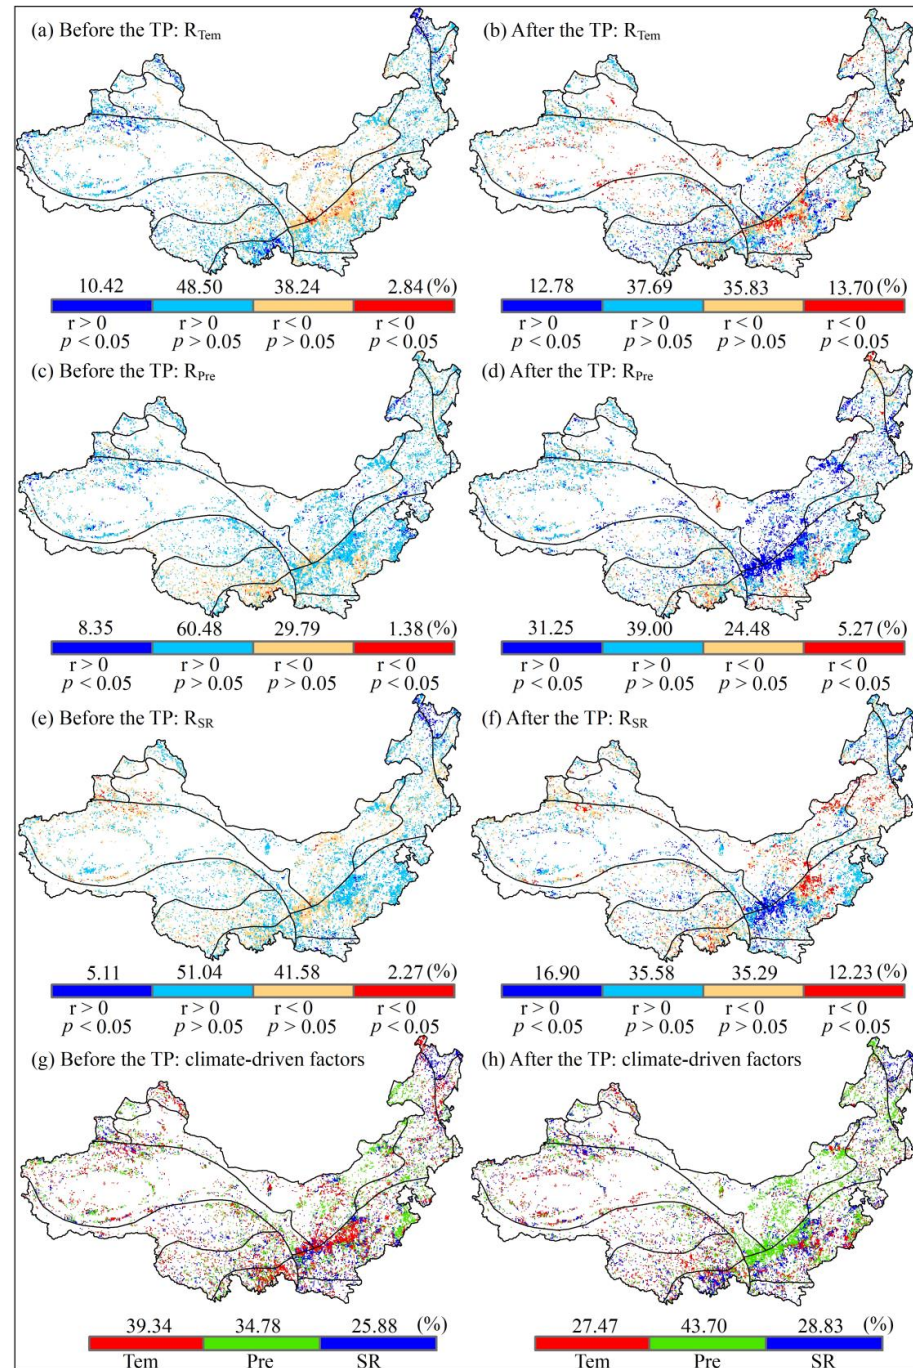 (a) Before the TP: R_Tem
(b) After the TP: R_Tem
10.42 48.50 38.24 2.84 (%)
r > 0 r > 0 r < 0 r < 0
p < 0.05 p > 0.05 p > 0.05 p < 0.05
12.78 37.69 35.83 13.70 (%)
r > 0 r > 0 r < 0 r < 0
p < 0.05 p > 0.05 p > 0.05 p < 0.05
(c) Before the TP: R_Pre
(d) After the TP: R_Pre
8.35 60.48 29.79 1.38 (%)
r > 0 r > 0 r < 0 r < 0
p < 0.05 p > 0.05 p > 0.05 p < 0.05
31.25 39.00 24.48 5.27 (%)
r > 0 r > 0 r < 0 r < 0
p < 0.05 p > 0.05 p > 0.05 p < 0.05
(e) Before the TP: R_SR
(f) After the TP: R_SR
5.11 51.04 41.58 2.27 (%)
r > 0 r > 0 r < 0 r < 0
p < 0.05 p > 0.05 p > 0.05 p < 0.05
16.90 35.58 35.29 12.23 (%)
r > 0 r > 0 r < 0 r < 0
p < 0.05 p > 0.05 p > 0.05 p < 0.05
(g) Before the TP: climate-driven factors
(h) After the TP: climate-driven factors
39.34 34.78 25.88 (%)
Tem Pre SR
27.47 43.70 28.83 (%)
Tem Pre SR